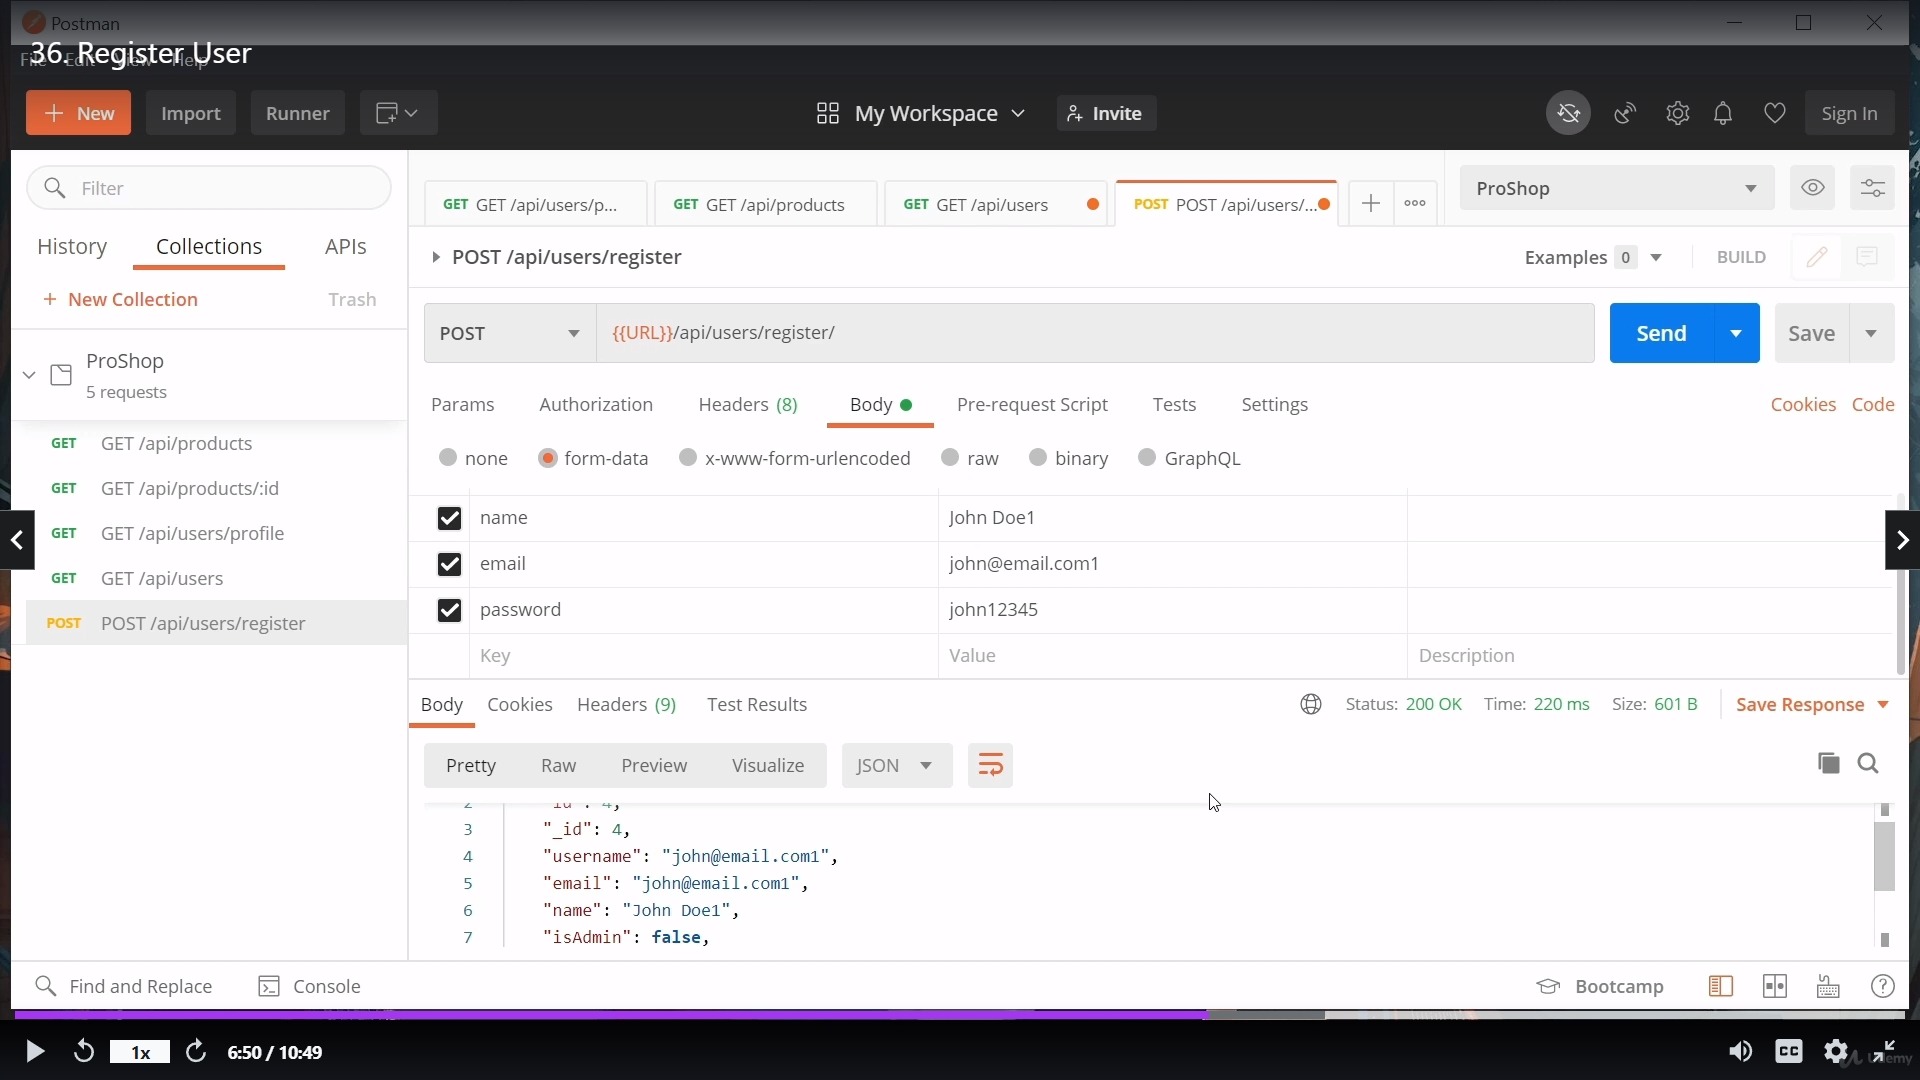 Postman
36. Register User
File Edit View Help
+ New
Import
Runner
My Workspace
Invite
Sign In
Filter
History
Collections
APIs
+ New Collection
Trash
ProShop
5 requests
GET GET /api/products
GET GET /api/products/:id
GET GET /api/users/profile
GET GET /api/users
POST POST /api/users/register
GET GET /api/users/p...
GET GET /api/products
GET GET /api/users
POST POST /api/users/...
ProShop
POST /api/users/register
Examples 0
BUILD
POST
{{URL}}/api/users/register/
Send
Save
Params
Authorization
Headers (8)
Body
Pre-request Script
Tests
Settings
Cookies
Code
none
form-data
x-www-form-urlencoded
raw
binary
GraphQL
name John Doe1
email john@email.com1
password john12345
Key Value Description
Body
Cookies
Headers (9)
Test Results
Status: 200 OK
Time: 220 ms
Size: 601 B
Save Response
Pretty
Raw
Preview
Visualize
JSON
2 "id": 4,
3 "_id": 4,
4 "username": "john@email.com1",
5 "email": "john@email.com1",
6 "name": "John Doe1",
7 "isAdmin": false,
Find and Replace
Console
Bootcamp
1x
6:50 / 10:49
CC
Udemy